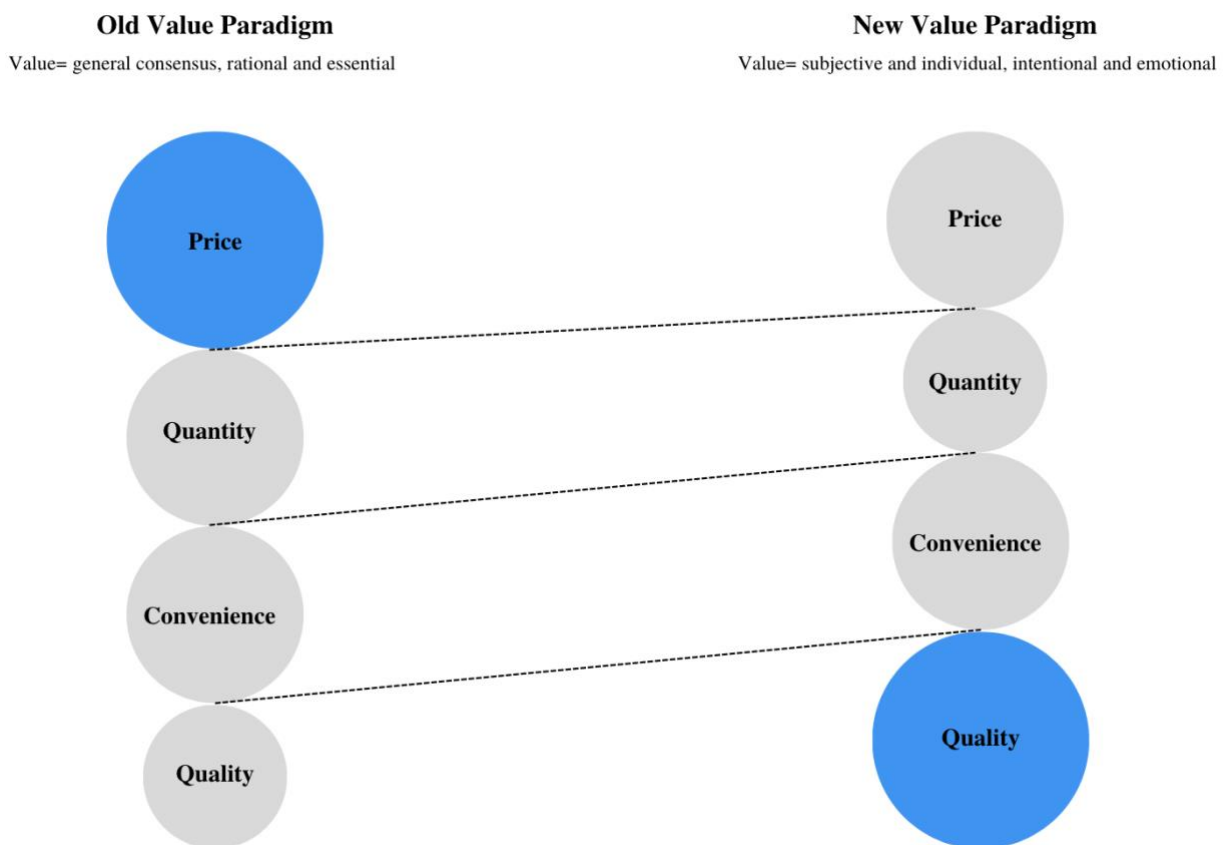 Old Value Paradigm
Value= general consensus, rational and essential
Price
Quantity
Convenience
Quality
New Value Paradigm
Value= subjective and individual, intentional and emotional
Price
Quantity
Convenience
Quality